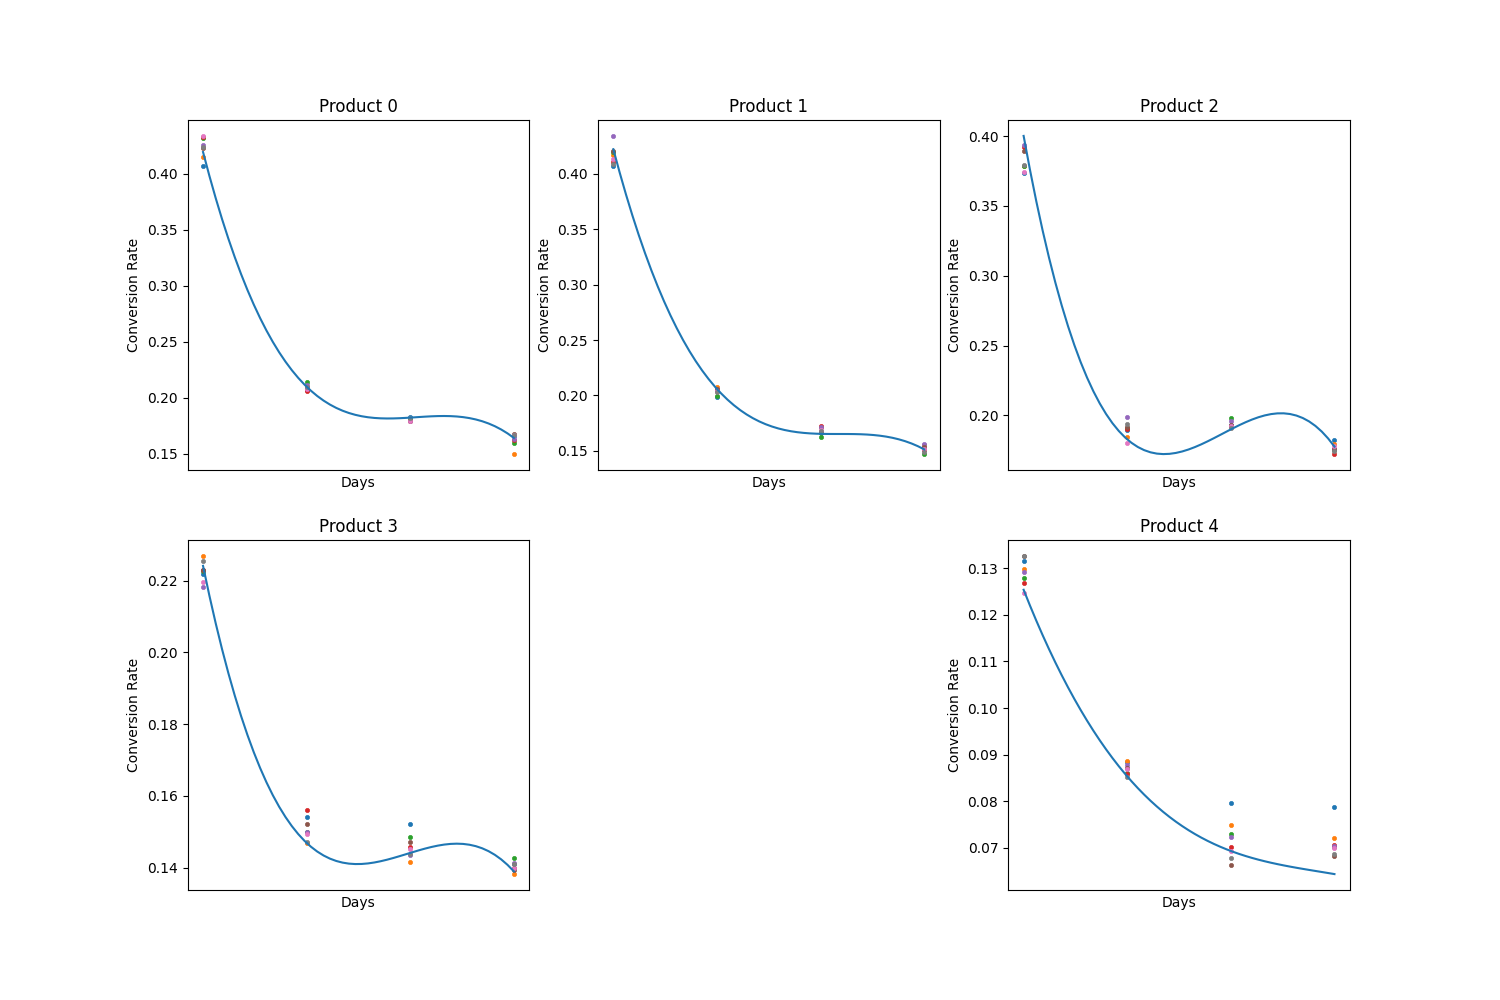 Product 0
0.40
0.35
0.30
0.25
0.20
0.15
Conversion Rate
Days
Product 1
0.40
0.35
0.30
0.25
0.20
0.15
Conversion Rate
Days
Product 2
0.40
0.35
0.30
0.25
0.20
Conversion Rate
Days
Product 3
0.22
0.20
0.18
0.16
0.14
Conversion Rate
Days
Product 4
0.13
0.12
0.11
0.10
0.09
0.08
0.07
Conversion Rate
Days